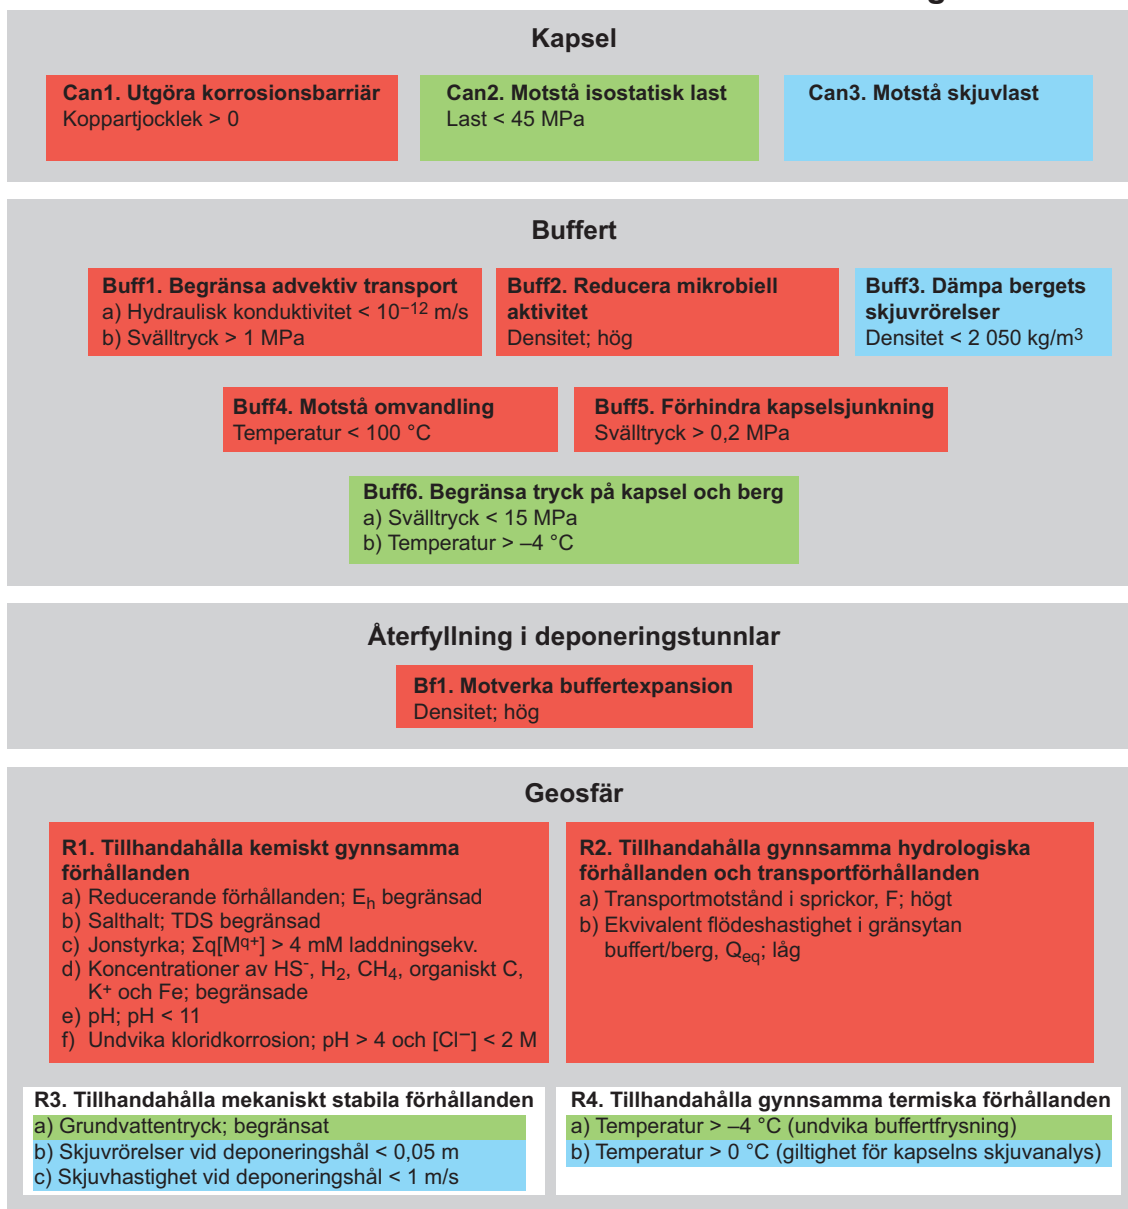 Kapsel
Can1. Utgöra korrosionsbarriär
Koppartjocklek > 0
Can2. Motstå isostatisk last
Last < 45 MPa
Can3. Motstå skjuvlast
Buffert
Buff1. Begränsa advektiv transport
a) Hydraulisk konduktivitet < 10⁻¹² m/s
b) Svälltryck > 1 MPa
Buff2. Reducera mikrobiell
aktivitet
Densitet; hög
Buff3. Dämpa bergets
skjuvrörelser
Densitet < 2 050 kg/m³
Buff4. Motstå omvandling
Temperatur < 100 °C
Buff5. Förhindra kapselsjunkning
Svälltryck > 0,2 MPa
Buff6. Begränsa tryck på kapsel och berg
a) Svälltryck < 15 MPa
b) Temperatur > –4 °C
Återfyllning i deponeringstunnlar
Bf1. Motverka buffertexpansion
Densitet; hög
Geosfär
R1. Tillhandahålla kemiskt gynnsamma
förhållanden
a) Reducerande förhållanden; Eₕ begränsad
b) Salthalt; TDS begränsad
c) Jonstyrka; Σq[M^q+] > 4 mM laddningsekv.
d) Koncentrationer av HS⁻, H₂, CH₄, organiskt C,
K⁺ och Fe; begränsade
e) pH; pH < 11
f) Undvika kloridkorrosion; pH > 4 och [Cl⁻] < 2 M
R2. Tillhandahålla gynnsamma hydrologiska
förhållanden och transportförhållanden
a) Transportmotstånd i sprickor, F; högt
b) Ekvivalent flödeshastighet i gränsytan
buffert/berg, Q_eq; låg
R3. Tillhandahålla mekaniskt stabila förhållanden
a) Grundvattentryck; begränsat
b) Skjuvrörelser vid deponeringshål < 0,05 m
c) Skjuvhastighet vid deponeringshål < 1 m/s
R4. Tillhandahålla gynnsamma termiska förhållanden
a) Temperatur > –4 °C (undvika buffertfrysning)
b) Temperatur > 0 °C (giltighet för kapselns skjuvanalys)